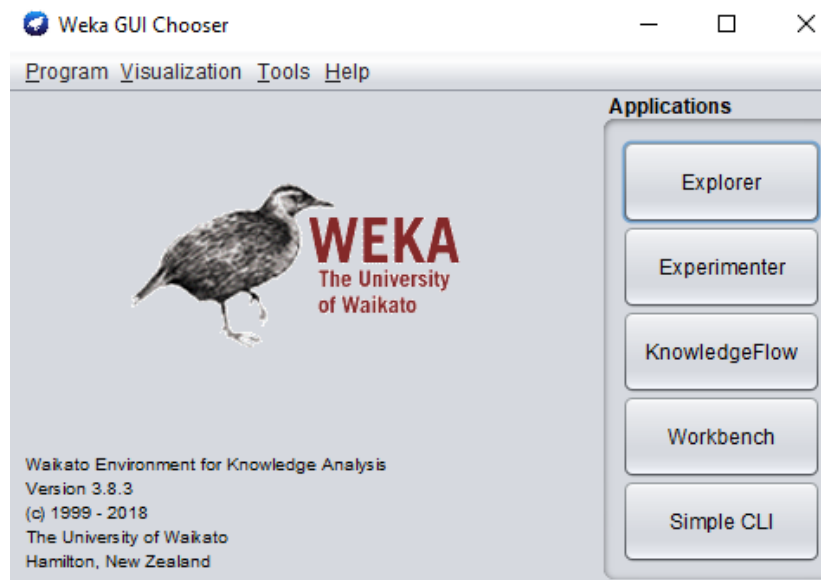 Weka GUI Chooser
Program Visualization Tools Help
Applications
Explorer
Experimenter
KnowledgeFlow
Workbench
Simple CLI
WEKA
The University
of Waikato
Waikato Environment for Knowledge Analysis
Version 3.8.3
(c) 1999 - 2018
The University of Waikato
Hamilton, New Zealand